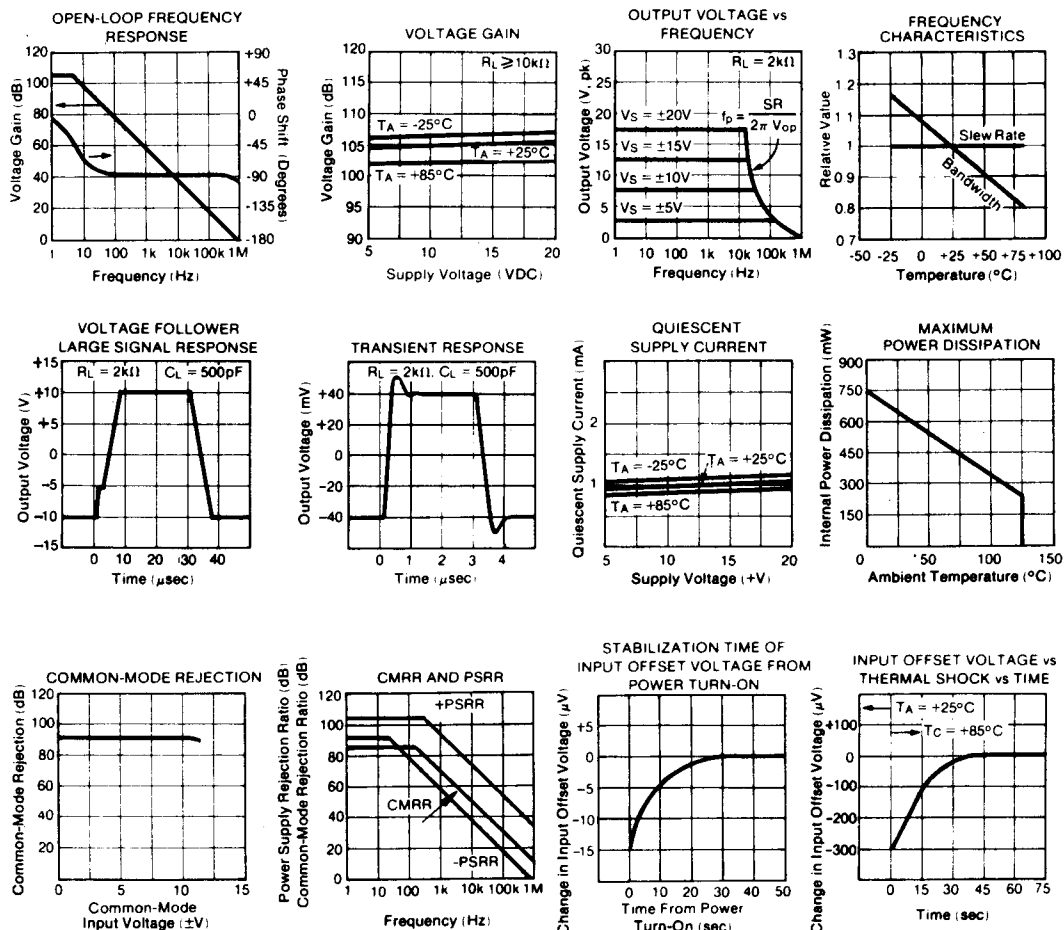 OPEN-LOOP FREQUENCY
RESPONSE
Voltage Gain (dB)
120
100
80
60
40
20
0
+90
+45
0
-45
-90
-135
-180
Phase Shift (Degrees)
1 10 100 1k 10k 100k 1M
Frequency (Hz)
VOLTAGE GAIN
RL ≥ 10kΩ
Voltage Gain (dB)
120
115
110
105
100
95
90
TA = -25°C
TA = +25°C
TA = +85°C
5 10 15 20
Supply Voltage (VDC)
OUTPUT VOLTAGE vs
FREQUENCY
RL = 2kΩ
Output Voltage (V, pk)
30
25
20
15
10
5
0
VS = ±20V
VS = ±15V
VS = ±10V
VS = ±5V
fp = SR
2π Vop
1 10 100 1k 10k 100k 1M
Frequency (Hz)
FREQUENCY
CHARACTERISTICS
Relative Value
1.3
1.2
1.1
1
0.9
0.8
0 7
Slew Rate
Bandwidth
-50 -25 0 +25 +50 +75 +100
Temperature (°C)
VOLTAGE FOLLOWER
LARGE SIGNAL RESPONSE
RL = 2kΩ CL = 500pF
Output Voltage (V)
+15
+10
+5
0
-5
-10
-15
0 10 20 30 40
Time (µsec)
TRANSIENT RESPONSE
RL = 2kΩ. CL = 500pF
Output Voltage (mV)
+40
0
-40
0 2 4
Time (µsec)
QUIESCENT
SUPPLY CURRENT
Quiescent Supply Current (mA)
2
1
TA = -25°C
TA = +25°C
TA = +85°C
5 10 15 20
Supply Voltage (+V)
MAXIMUM
POWER DISSIPATION
Internal Power Dissipation (mW)
900
750
600
450
300
150
0 50 100 150
Ambient Temperature (°C)
COMMON-MODE REJECTION
Common-Mode Rejection (dB)
120
100
80
60
40
20
0 5 10 15
Common-Mode
Input Voltage (±V)
CMRR AND PSRR
Power Supply Rejection Ratio (dB)
Common-Mode Rejection Ratio (dB)
120
100
80
60
40
20
0
+PSRR
CMRR
-PSRR
1 10 100 1k 10k 100k 1M
Frequency (Hz)
STABILIZATION TIME OF
INPUT OFFSET VOLTAGE FROM
POWER TURN-ON
Change in Input Offset Voltage (µV)
+5
0
-5
-10
-15
0 10 20 30 40 50
Time From Power
Turn-On (sec)
INPUT OFFSET VOLTAGE vs
THERMAL SHOCK vs TIME
Change in Input Offset Voltage (µV)
+100
0
-100
-200
-300
TA = +25°C
TC = +85°C
0 15 30 45 60 75
Time (sec)